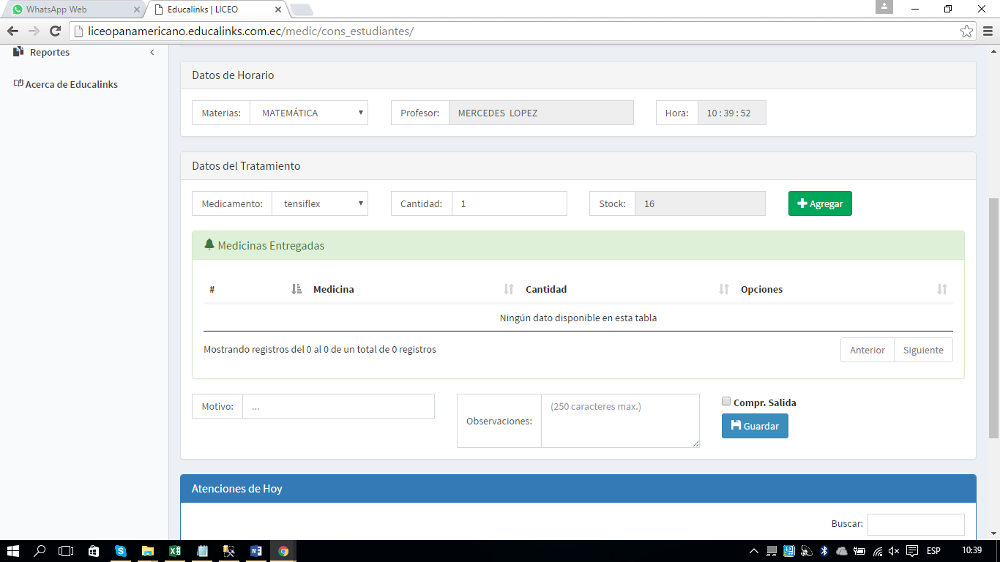 WhatsApp Web
Educalinks | LICEO
liceopanamericano.educalinks.com.ec/medic/cons_estudiantes/
Reportes
Acerca de Educalinks
Datos de Horario
Materias: MATEMÁTICA Profesor: MERCEDES LOPEZ Hora: 10 : 39 : 52
Datos del Tratamiento
Medicamento: tensiflex Cantidad: 1 Stock: 16 Agregar
Medicinas Entregadas
# Medicina Cantidad Opciones
Ningún dato disponible en esta tabla
Mostrando registros del 0 al 0 de un total de 0 registros Anterior Siguiente
Motivo: ... Observaciones: (250 caracteres max.) Compr. Salida
Guardar
Atenciones de Hoy
Buscar:
ESP 10:39